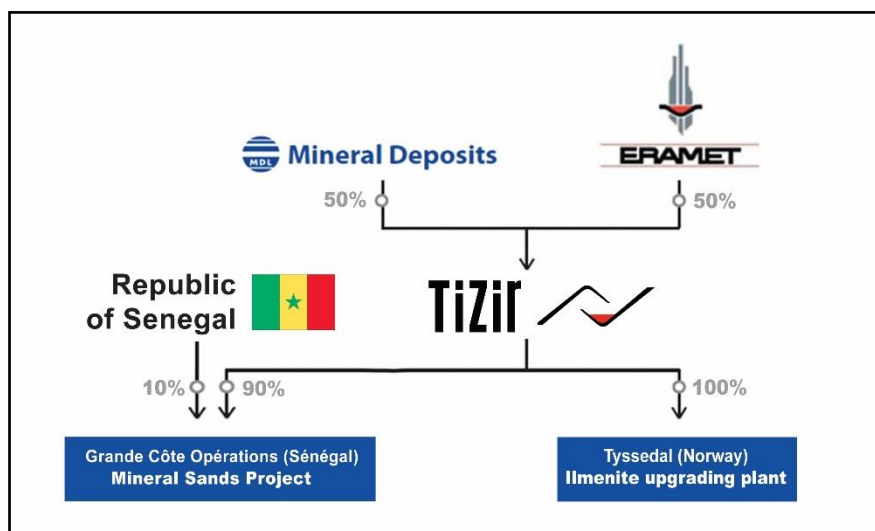 MDL Mineral Deposits
ERAMET
50%
50%
Republic
of Senegal
TiZir
10%
90%
100%
Grande Côte Opérations (Sénégal)
Mineral Sands Project
Tyssedal (Norway)
Ilmenite upgrading plant